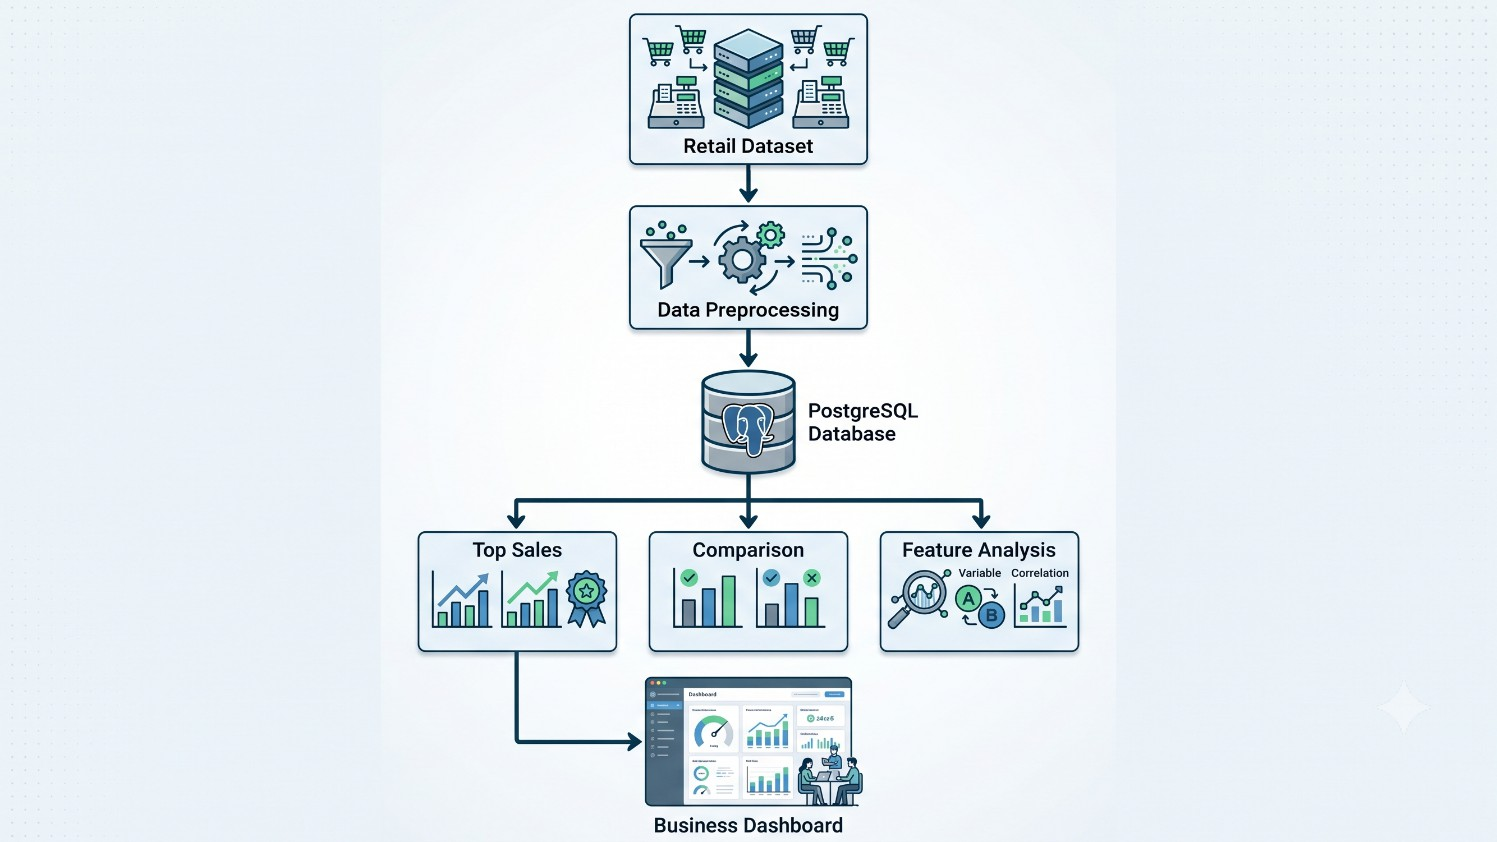 Retail Dataset
Data Preprocessing
PostgreSQL
Database
Top Sales
Comparison
Feature Analysis
Variable
Correlation
A
B
Dashboard
Business Dashboard